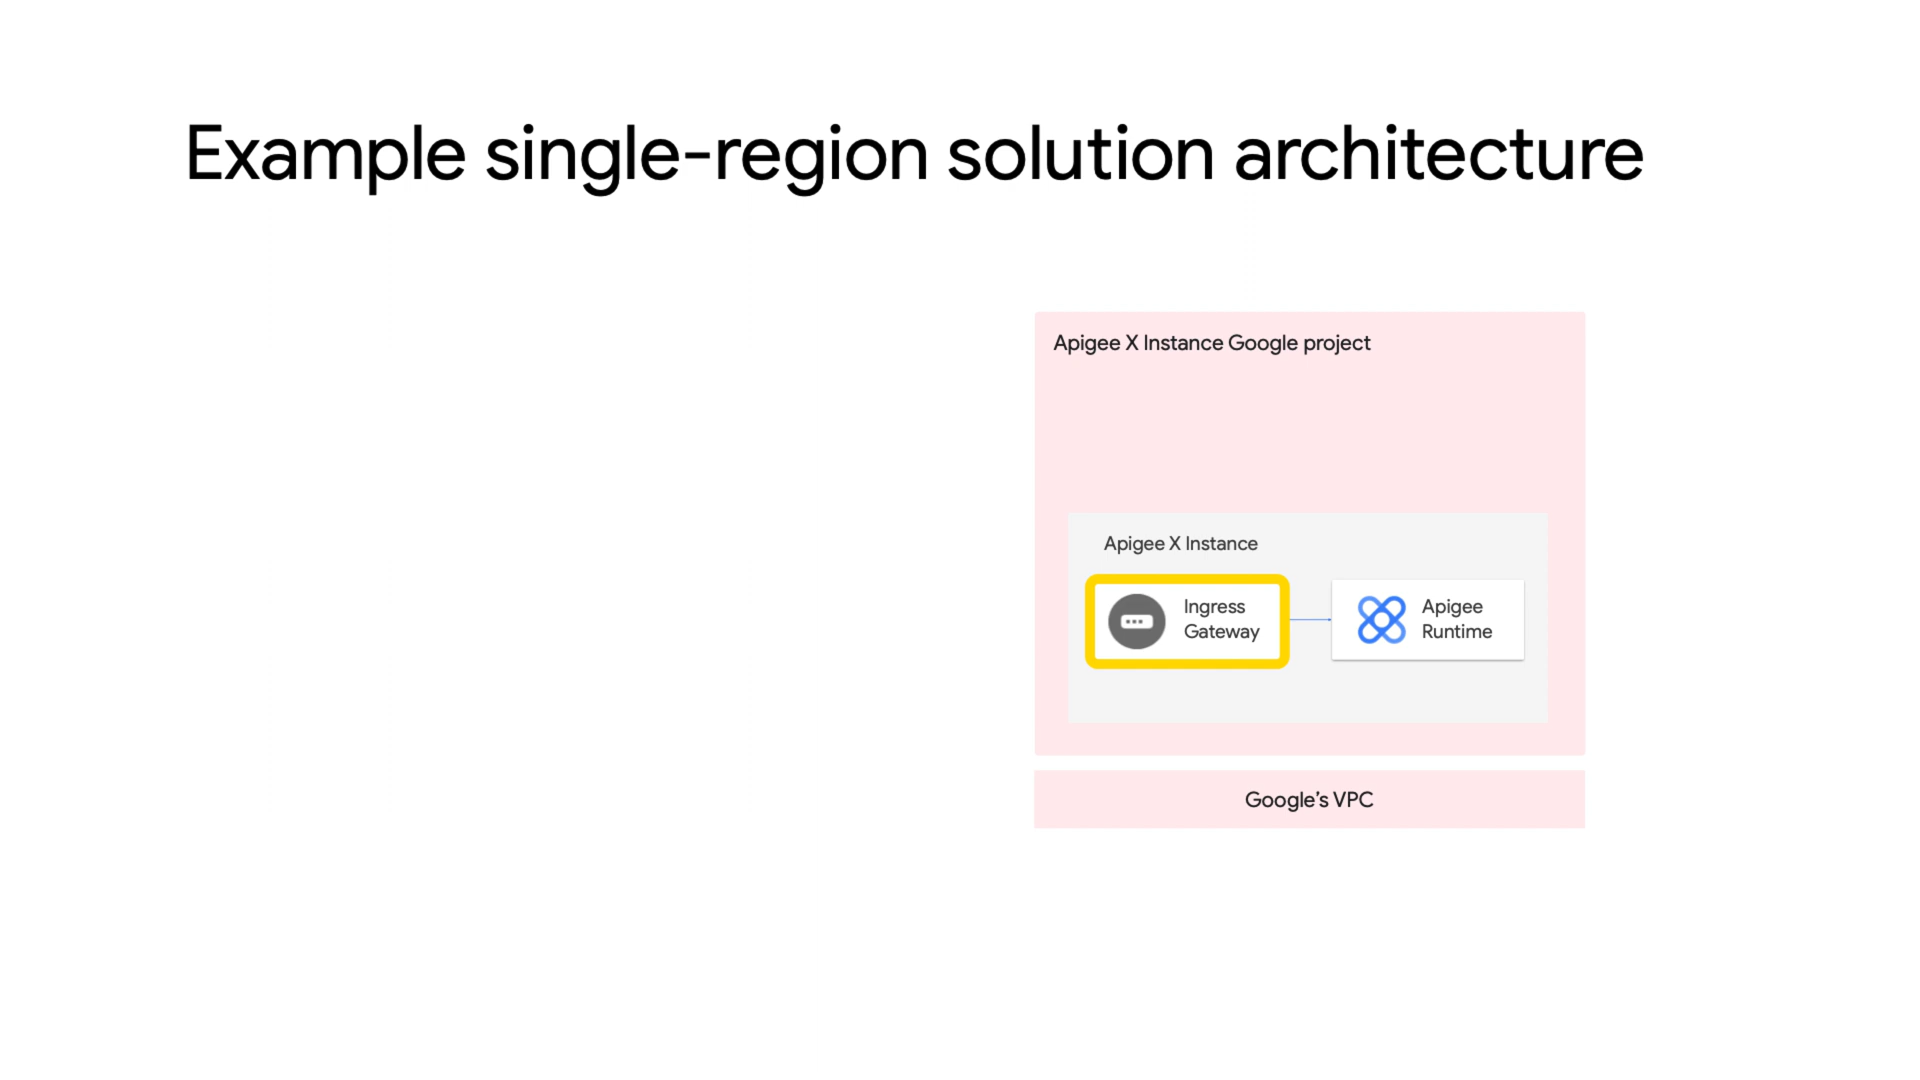 Example single-region solution architecture
Apigee X Instance Google project
Apigee X Instance
Ingress
Gateway
Apigee
Runtime
Google’s VPC